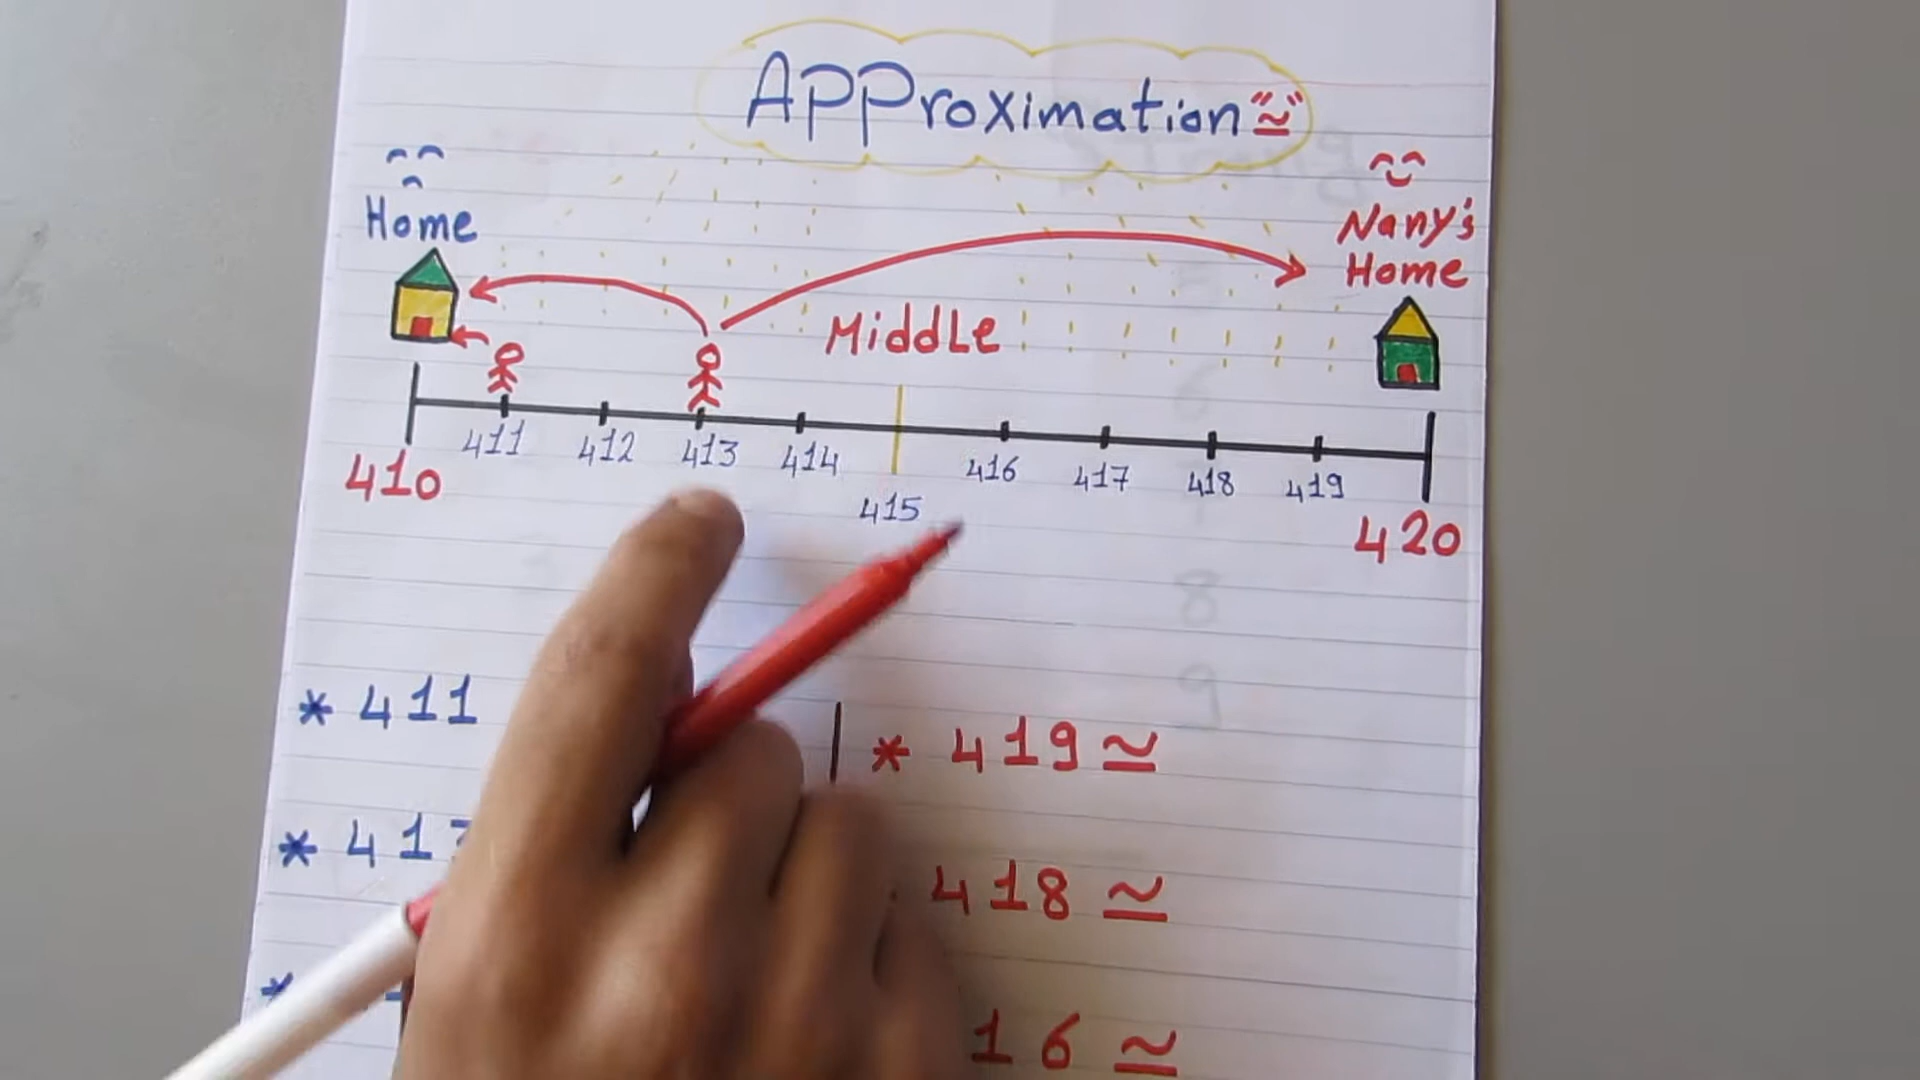 APProximation "≃"
Home
Nany's
Home
Middle
410
411
412
413
414
415
416
417
418
419
420
* 411
* 419 ≃
* 413
418 ≃
*
16 ≃